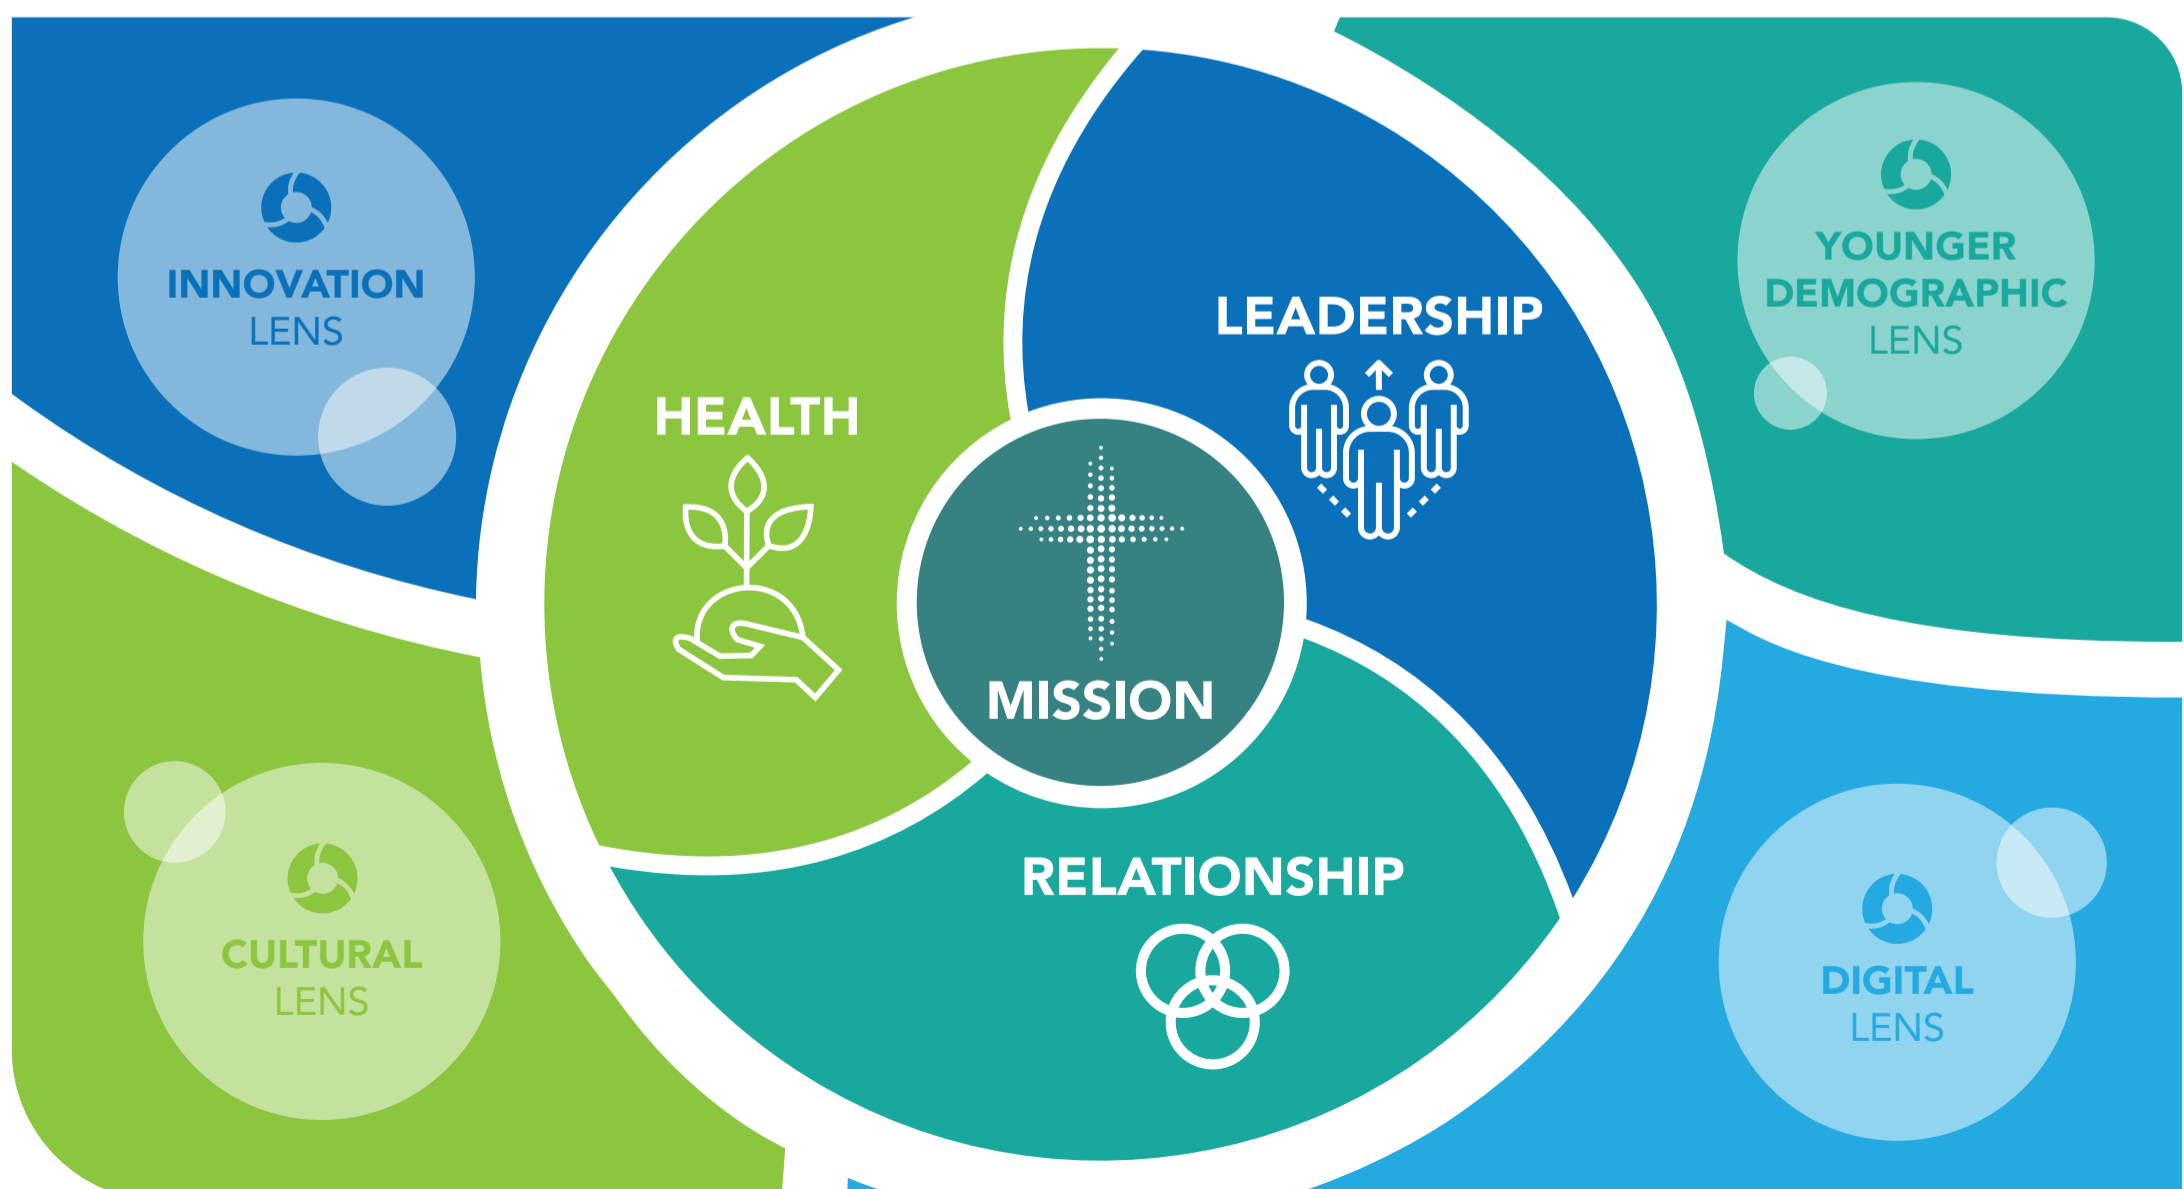 INNOVATION
LENS
YOUNGER
DEMOGRAPHIC
LENS
LEADERSHIP
HEALTH
MISSION
RELATIONSHIP
CULTURAL
LENS
DIGITAL
LENS